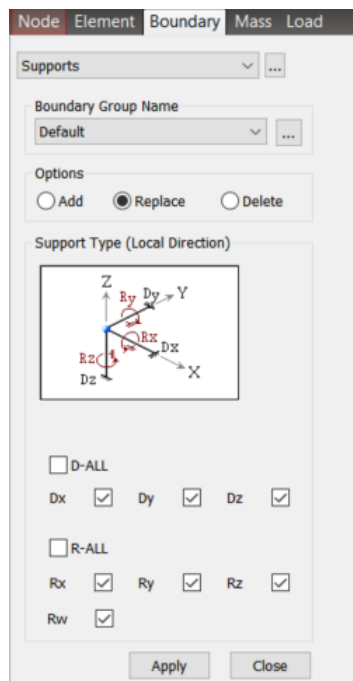 Node Element Boundary Mass Load
Supports ...
Boundary Group Name
Default ...
Options
Add Replace Delete
Support Type (Local Direction)
Z
Ry Dy Y
Rx
Dx
Rz
Dz X
D-ALL
Dx Dy Dz
R-ALL
Rx Ry Rz
Rw
Apply Close